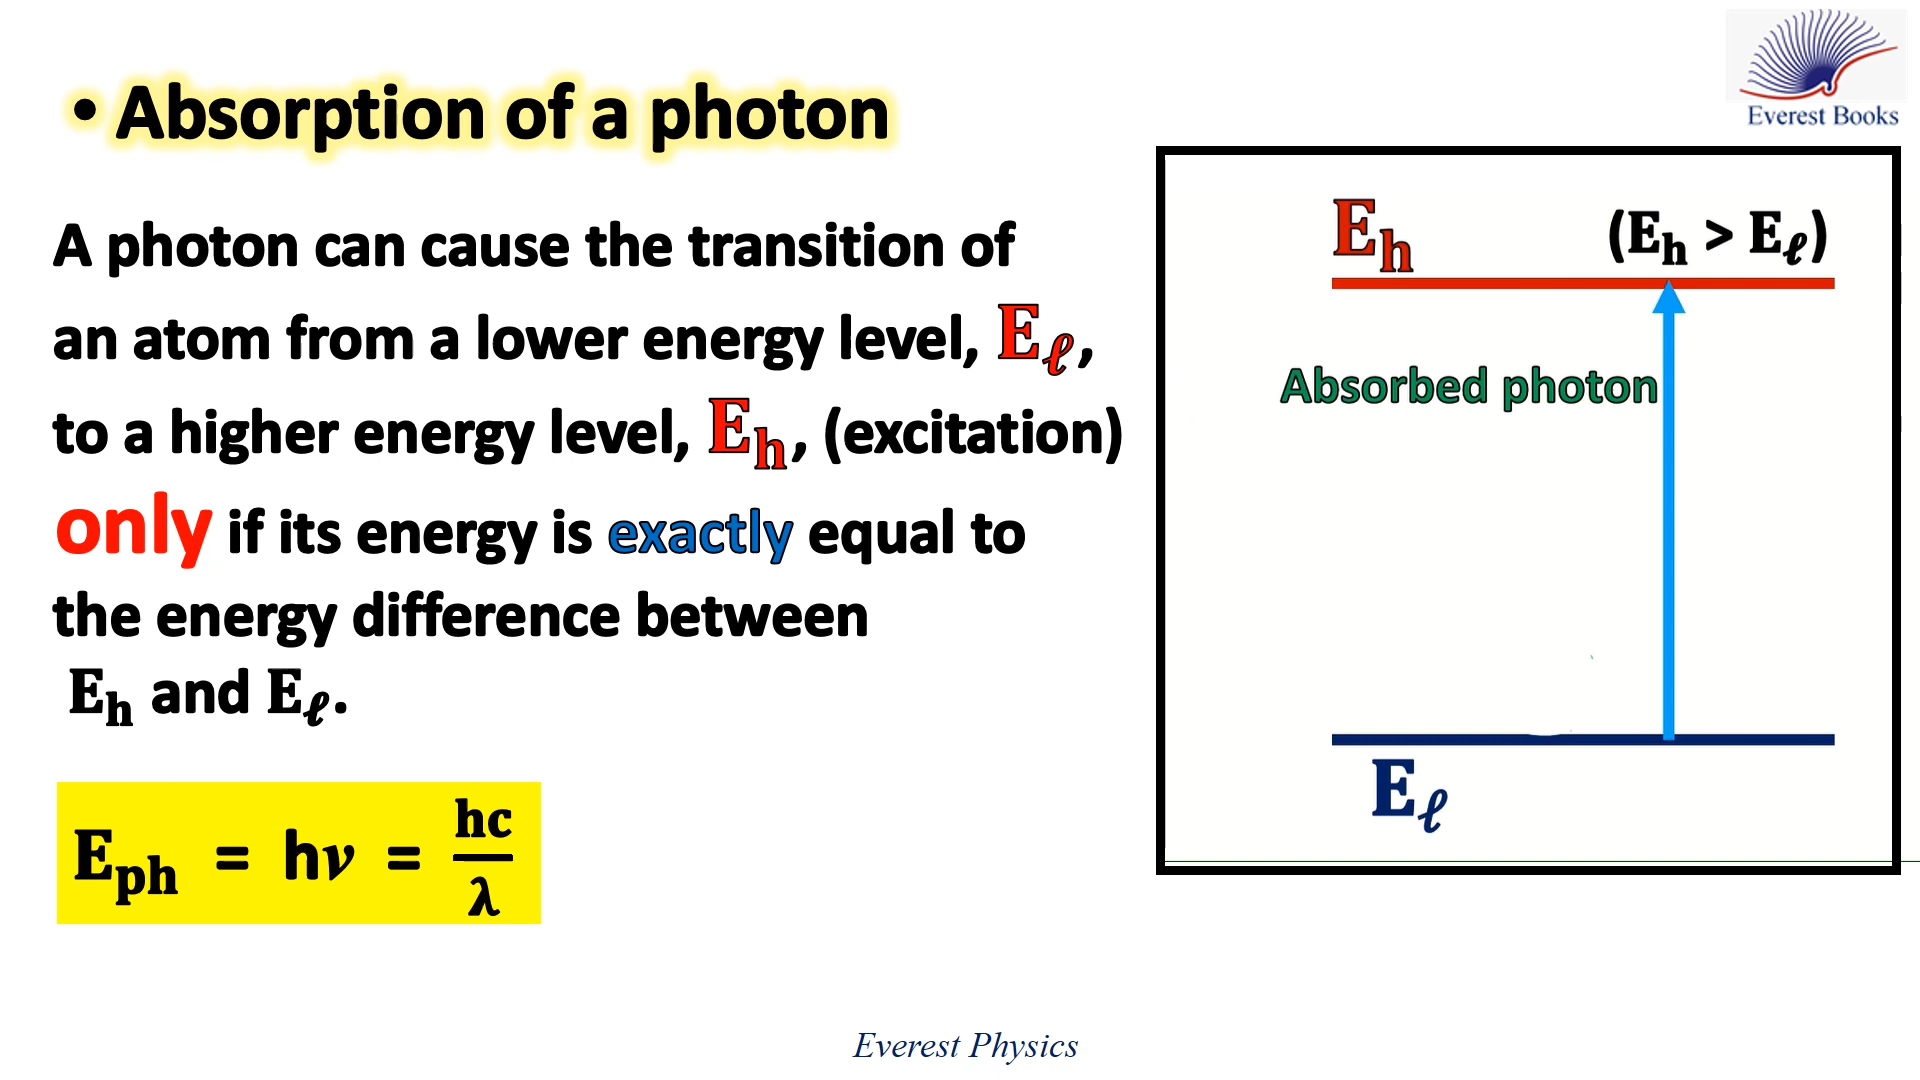 • Absorption of a photon
Everest Books
A photon can cause the transition of
an atom from a lower energy level, Eℓ,
to a higher energy level, Eh, (excitation)
only if its energy is exactly equal to
the energy difference between
Eh and Eℓ.
Eph = hν = hc/λ
Eh (Eh > Eℓ)
Absorbed photon
Eℓ
Everest Physics